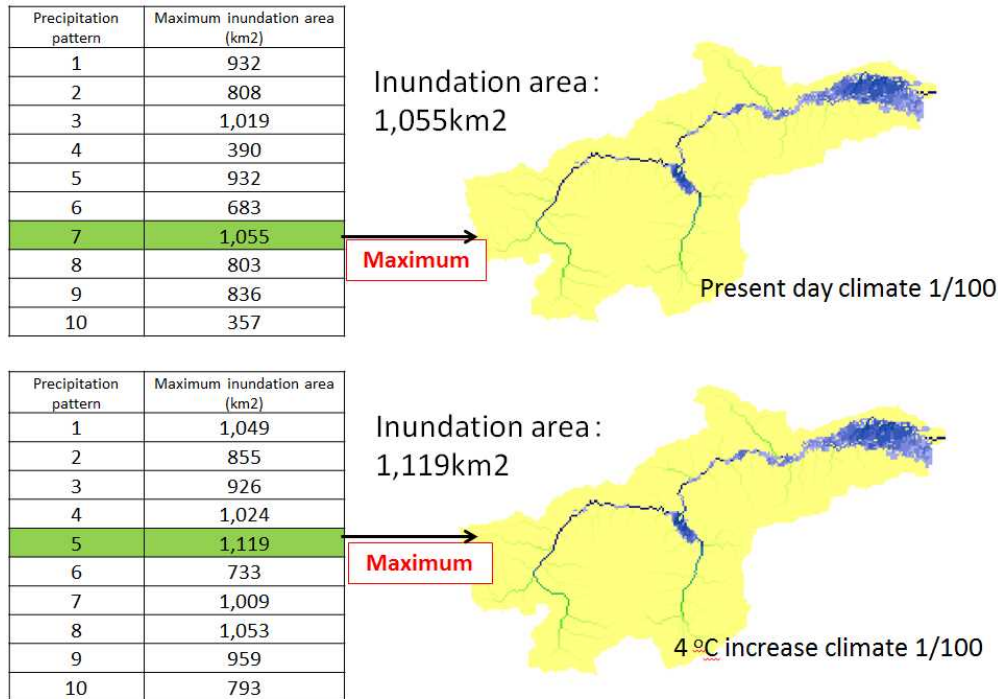 Precipitation pattern Maximum inundation area (km2)
1 932
2 808
3 1,019
4 390
5 932
6 683
7 1,055
8 803
9 836
10 357
Maximum
Inundation area :
1,055km2
Present day climate 1/100
Precipitation pattern Maximum inundation area (km2)
1 1,049
2 855
3 926
4 1,024
5 1,119
6 733
7 1,009
8 1,053
9 959
10 793
Maximum
Inundation area :
1,119km2
4 ºC increase climate 1/100